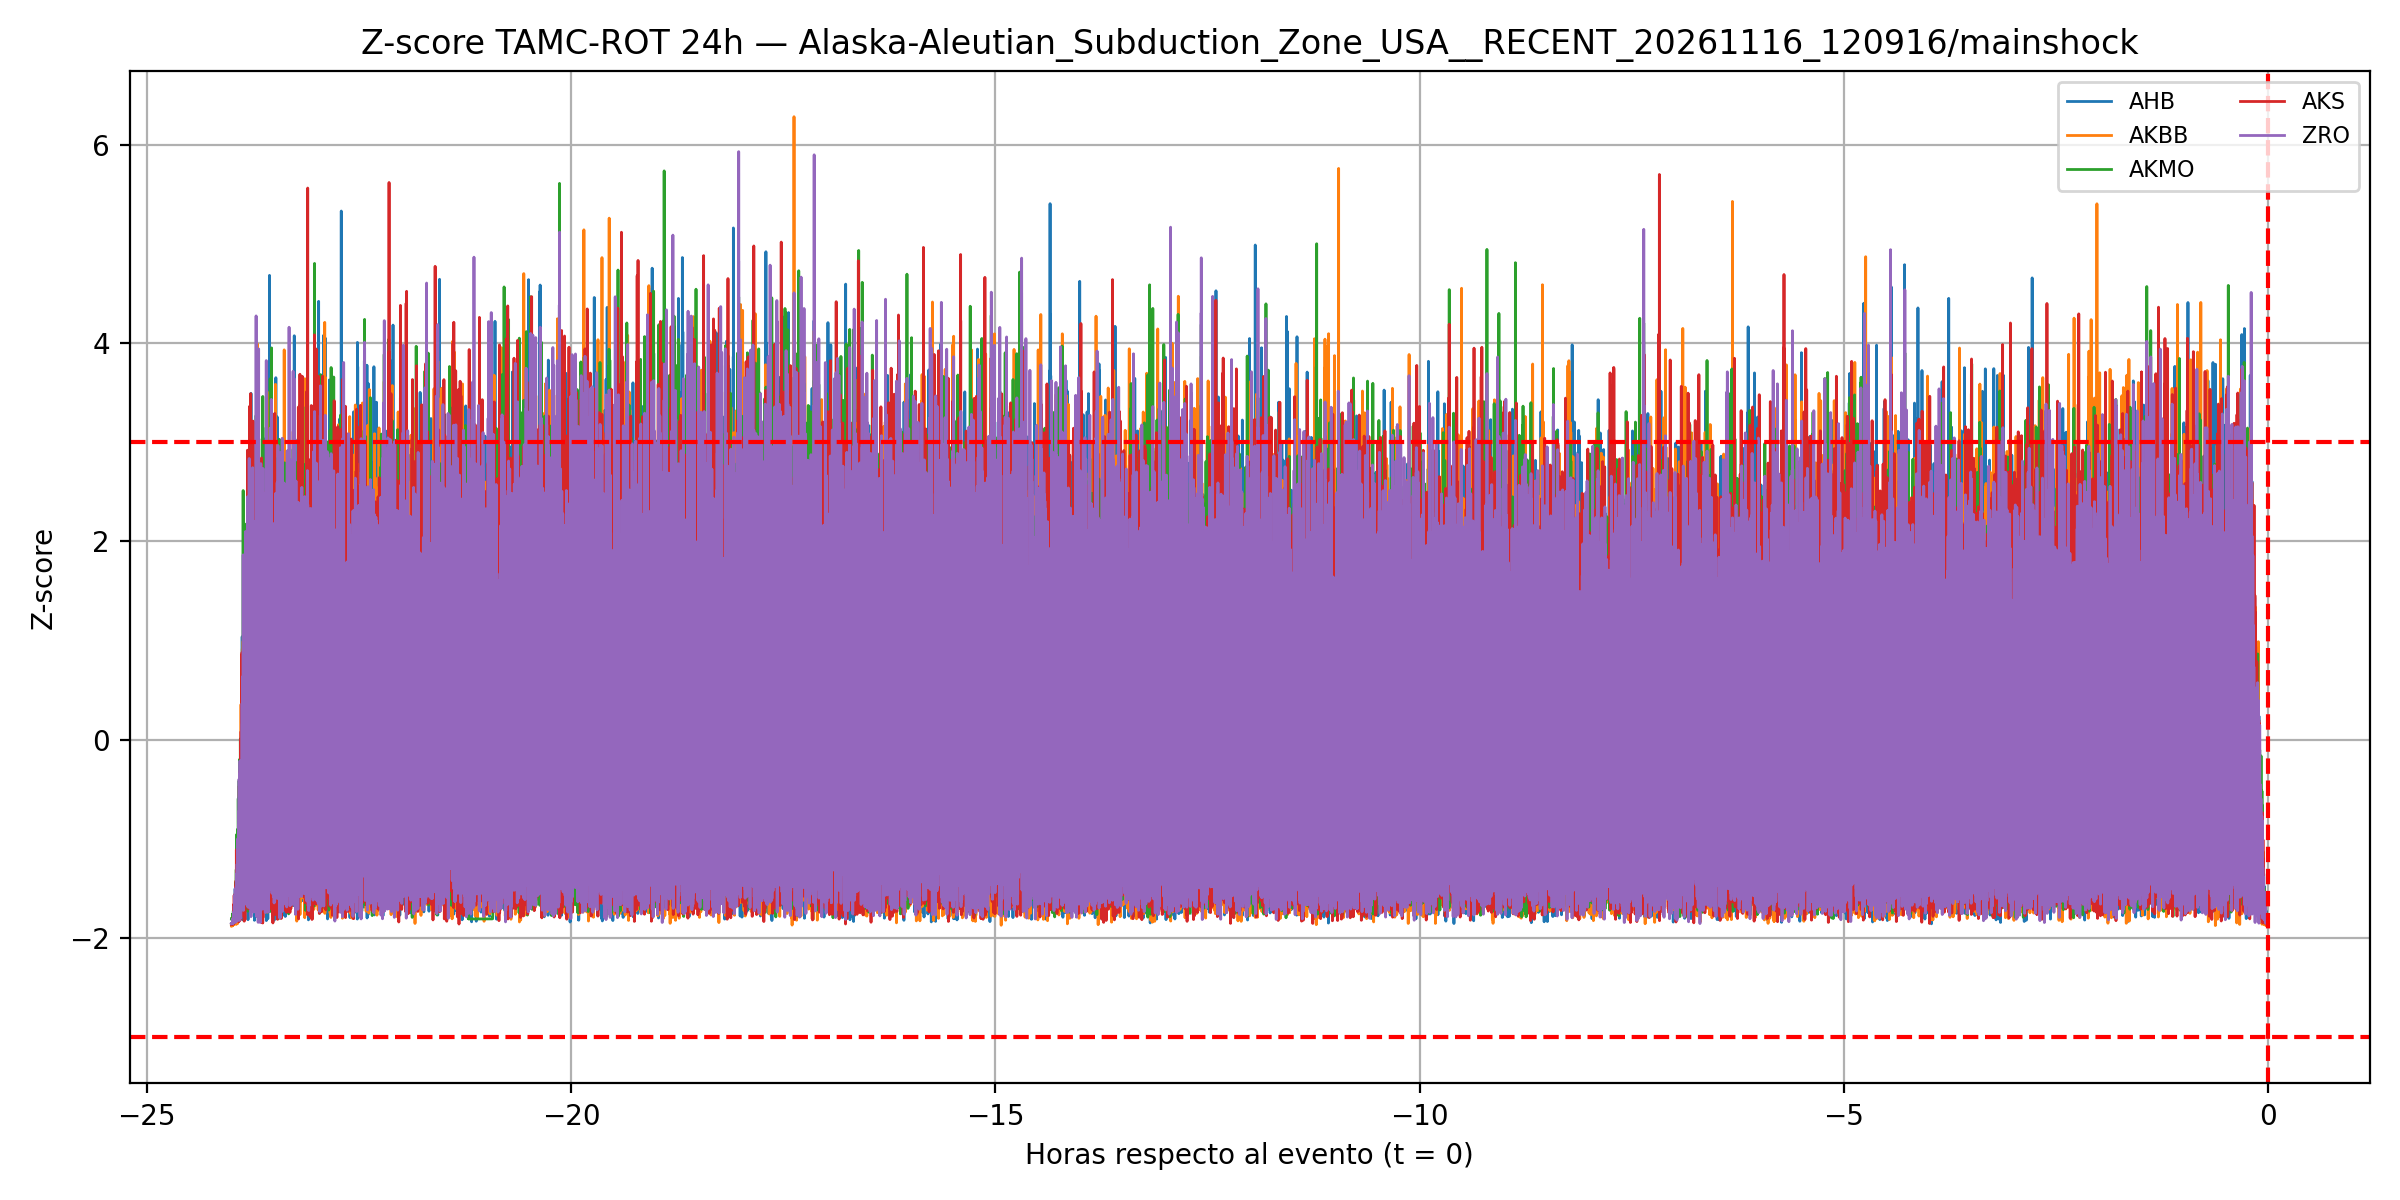 Z-score TAMC-ROT 24h — Alaska-Aleutian_Subduction_Zone_USA__RECENT_20261116_120916/mainshock
AHB
AKBB
AKMO
AKS
ZRO
6
4
2
0
−2
Z-score
−25
−20
−15
−10
−5
0
Horas respecto al evento (t = 0)